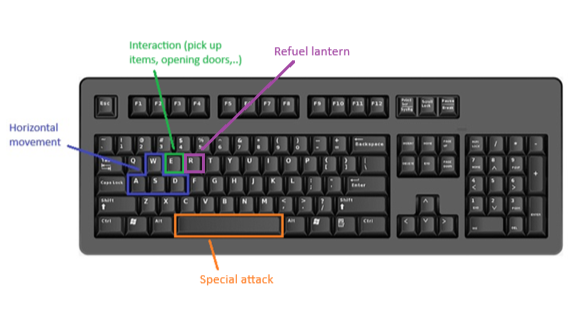 Interaction (pick up
items, opening doors,..)
Refuel lantern
Horizontal
movement
Esc F1 F2 F3 F4 F5 F6 F7 F8 F9 F10 F11 F12
Backspace
Q W E R T Y U I O P
Caps Lock A S D F G H J K L Enter
Shift Z X C V B N M Shift
Ctrl Alt Alt Ctrl
Special attack